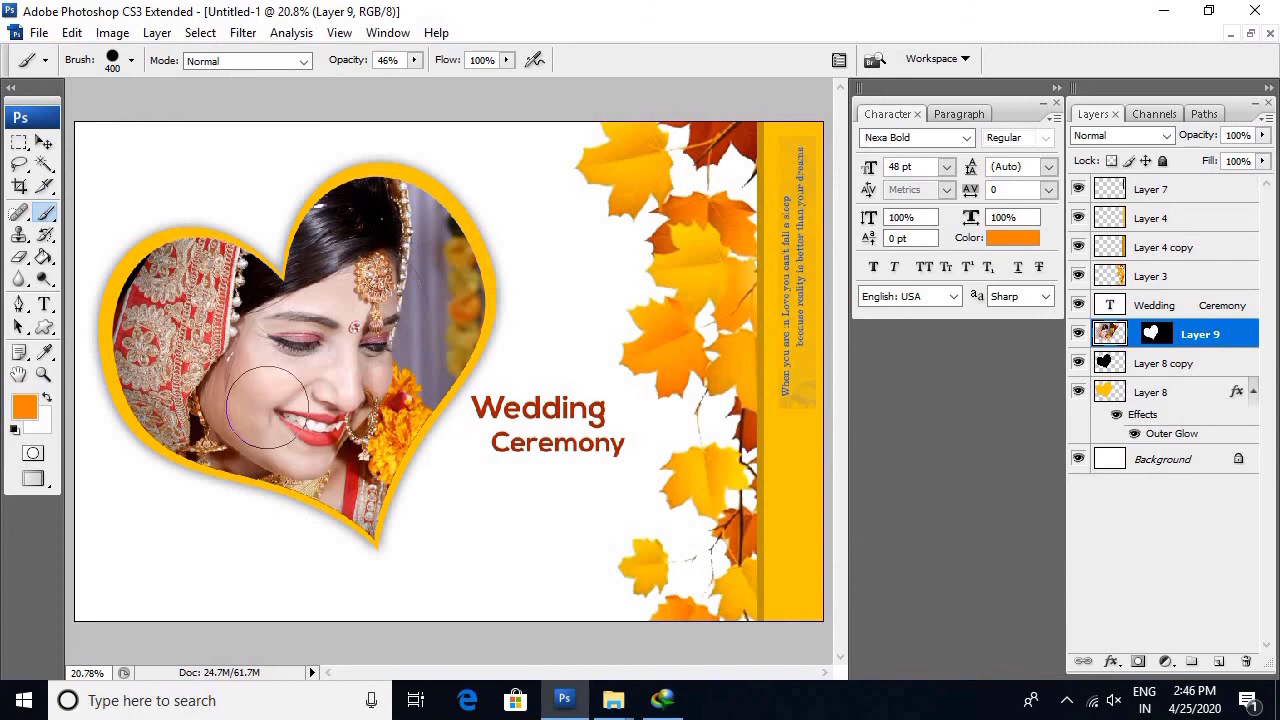 Adobe Photoshop CS3 Extended - [Untitled-1 @ 20.8% (Layer 9, RGB/8)]
File Edit Image Layer Select Filter Analysis View Window Help
Brush: 400 Mode: Normal Opacity: 46% Flow: 100% Workspace
Ps
Character Paragraph
Nexa Bold Regular
48 pt (Auto)
Metrics 0
100% 100%
0 pt Color:
English: USA Sharp
Layers Channels Paths
Normal Opacity: 100%
Lock: Fill: 100%
Layer 7
Layer 4
Layer 4 copy
Layer 3
T Wedding Ceremony
Layer 9
Layer 8 copy
Layer 8 fx
Effects
Outer Glow
Background
Wedding
Ceremony
When you are in Love you can't fall a sleep
becouse reality is better than your dreams
20.78% Doc: 24.7M/61.7M
Type here to search
ENG
IN
2:46 PM
4/25/2020
1